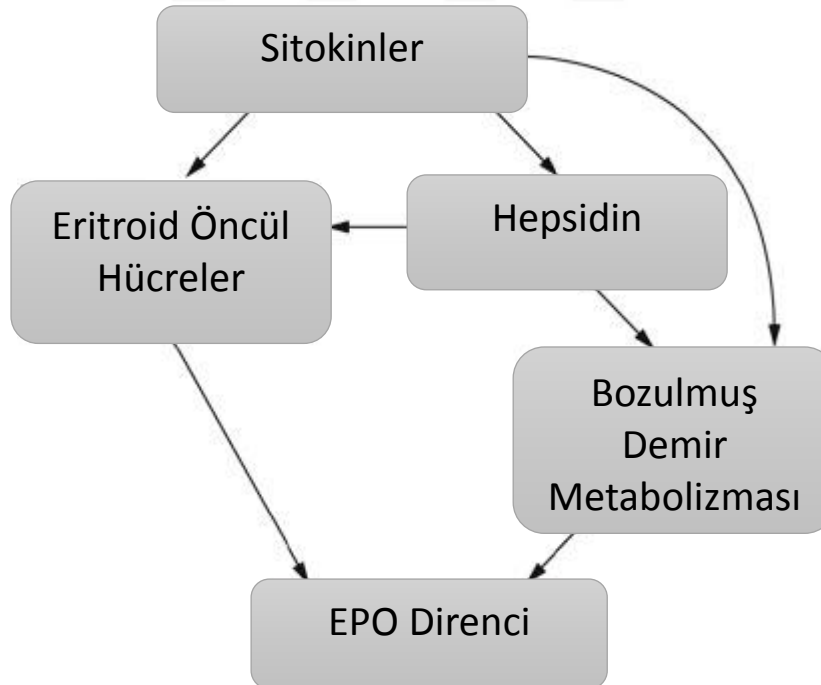 Sitokinler
Eritroid Öncül
Hücreler
Hepsidin
Bozulmuş
Demir
Metabolizması
EPO Direnci